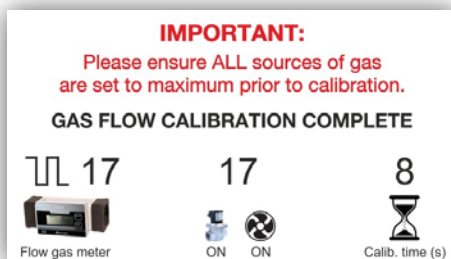 IMPORTANT:
Please ensure ALL sources of gas
are set to maximum prior to calibration.
GAS FLOW CALIBRATION COMPLETE
17 17 8
Flow gas meter ON ON Calib. time (s)